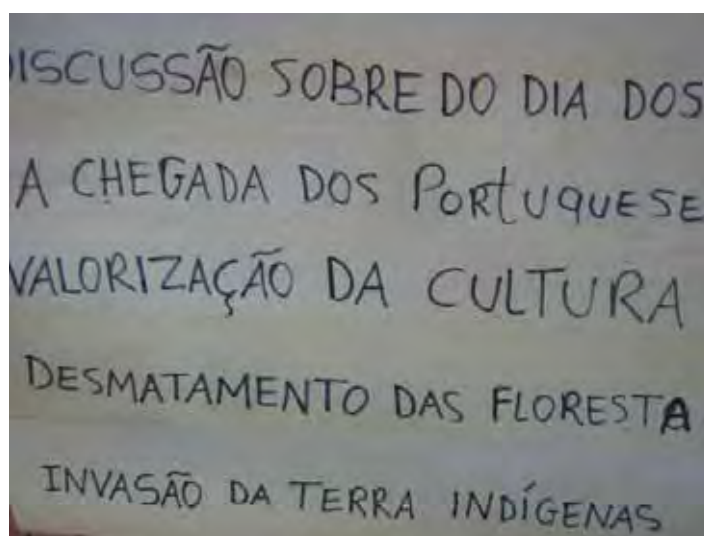 ISCUSSÃO SOBRE DO DIA DOS
A CHEGADA DOS PORtUQUESE
VALORIZAÇÃO DA CULTURA
DESMATAMENTO DAS FLORESTA
INVASÃO DA TERRA INDÍGENAS